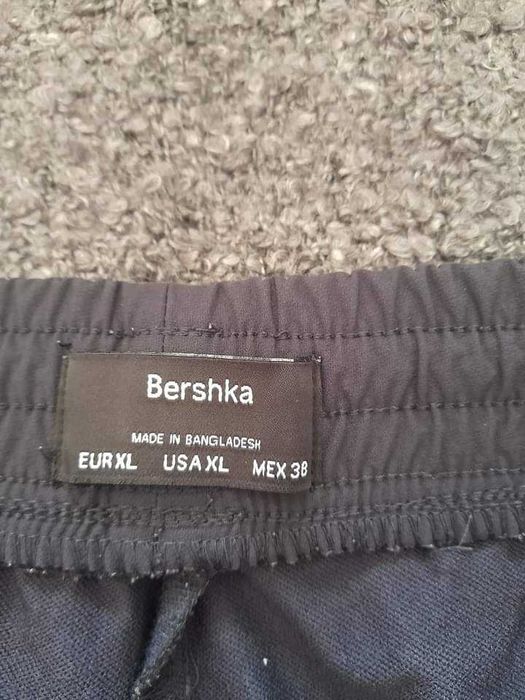 Bershka
MADE IN BANGLADESH
EUR XL USA XL MEX 38